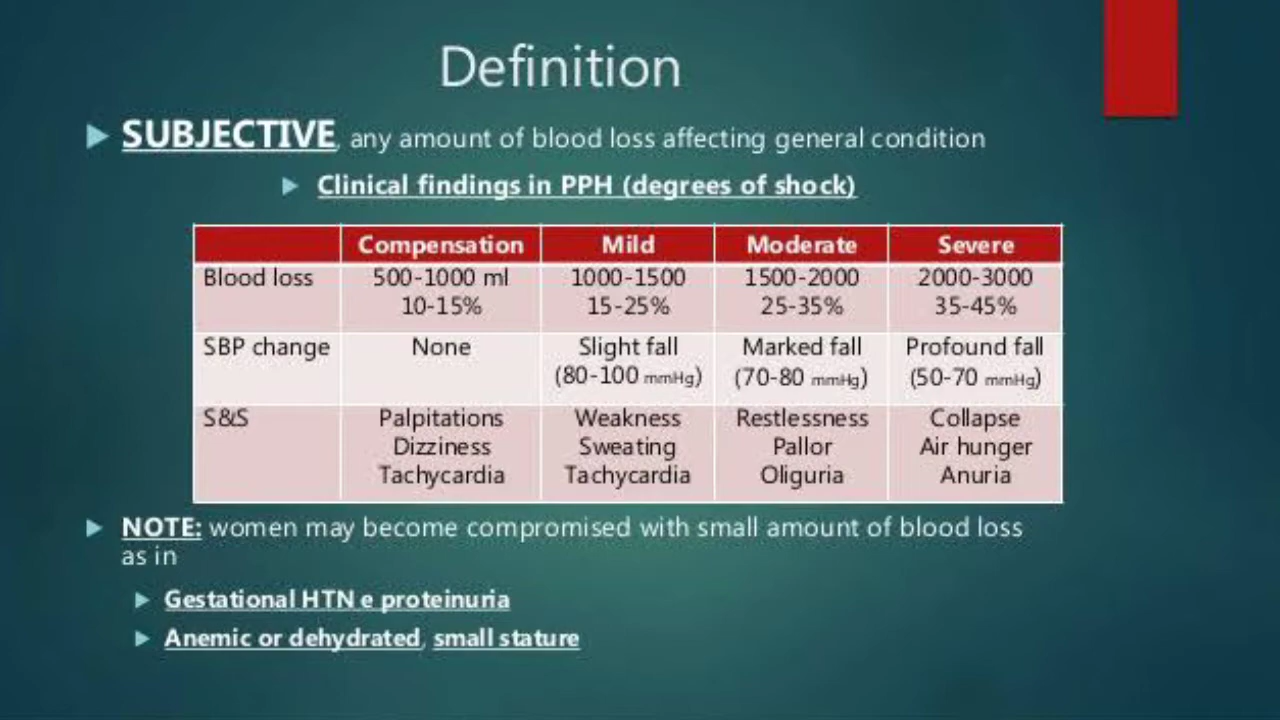 Definition
SUBJECTIVE, any amount of blood loss affecting general condition
Clinical findings in PPH (degrees of shock)
Compensation Mild Moderate Severe
Blood loss 500-1000 ml 1000-1500 1500-2000 2000-3000
10-15% 15-25% 25-35% 35-45%
SBP change None Slight fall Marked fall Profound fall
(80-100 mmHg) (70-80 mmHg) (50-70 mmHg)
S&S Palpitations Weakness Restlessness Collapse
Dizziness Sweating Pallor Air hunger
Tachycardia Tachycardia Oliguria Anuria
NOTE: women may become compromised with small amount of blood loss
as in
Gestational HTN e proteinuria
Anemic or dehydrated, small stature